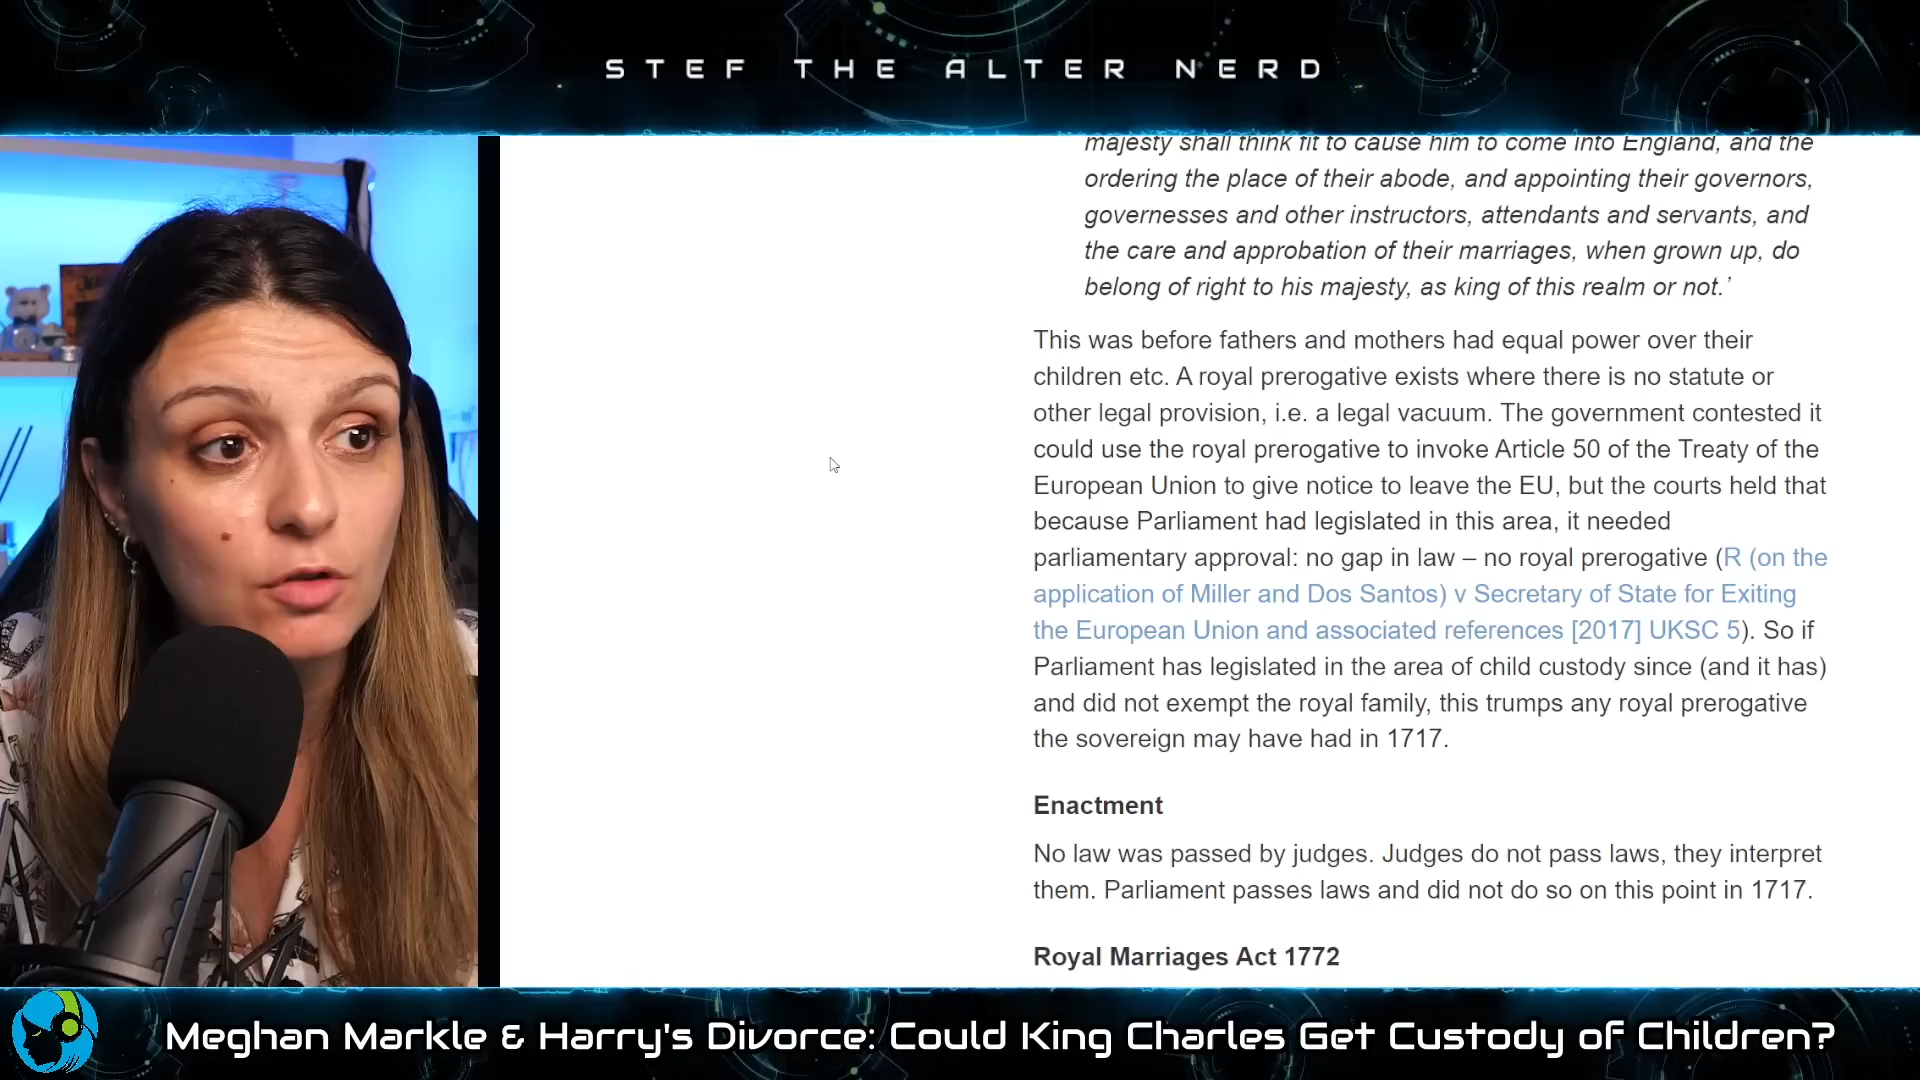 STEF THE ALTER NERD
majesty shall think fit to cause him to come into England, and the
ordering the place of their abode, and appointing their governors,
governesses and other instructors, attendants and servants, and
the care and approbation of their marriages, when grown up, do
belong of right to his majesty, as king of this realm or not.’
This was before fathers and mothers had equal power over their
children etc. A royal prerogative exists where there is no statute or
other legal provision, i.e. a legal vacuum. The government contested it
could use the royal prerogative to invoke Article 50 of the Treaty of the
European Union to give notice to leave the EU, but the courts held that
because Parliament had legislated in this area, it needed
parliamentary approval: no gap in law – no royal prerogative (R (on the
application of Miller and Dos Santos) v Secretary of State for Exiting
the European Union and associated references [2017] UKSC 5). So if
Parliament has legislated in the area of child custody since (and it has)
and did not exempt the royal family, this trumps any royal prerogative
the sovereign may have had in 1717.
Enactment
No law was passed by judges. Judges do not pass laws, they interpret
them. Parliament passes laws and did not do so on this point in 1717.
Royal Marriages Act 1772
Meghan Markle & Harry's Divorce: Could King Charles Get Custody of Children?